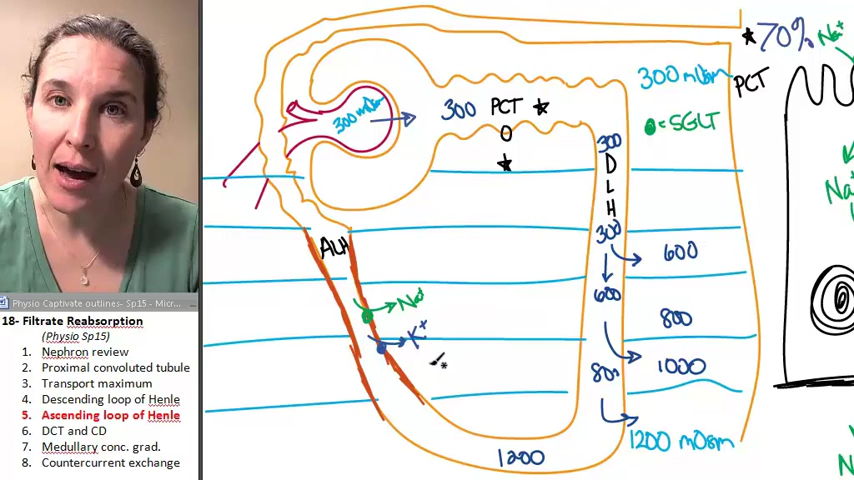 Physio Captivate outlines- Sp15 - Micros...
18- Filtrate Reabsorption
(Physio Sp15)
1. Nephron review
2. Proximal convoluted tubule
3. Transport maximum
4. Descending loop of Henle
5. Ascending loop of Henle
6. DCT and CD
7. Medullary conc. grad.
8. Countercurrent exchange
300 mOsm
300
PCT
300 mOsm
= SGLT
300
D
L
H
300
600
600
800
800
1000
1200 mOsm
1200
ALH
Na+
K+
70%
Na+
PCT
Na+
N